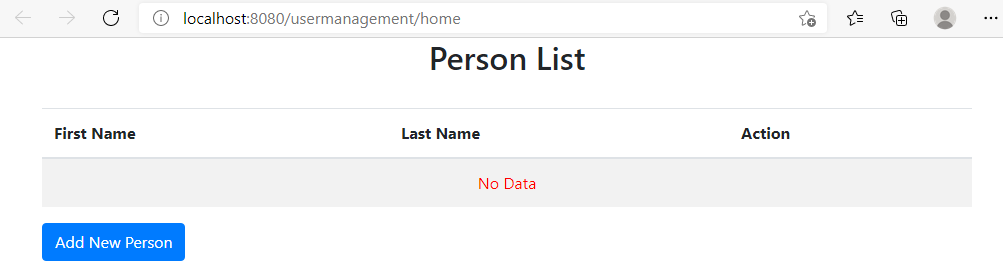 localhost:8080/usermanagement/home
Person List
First Name Last Name Action
No Data
Add New Person